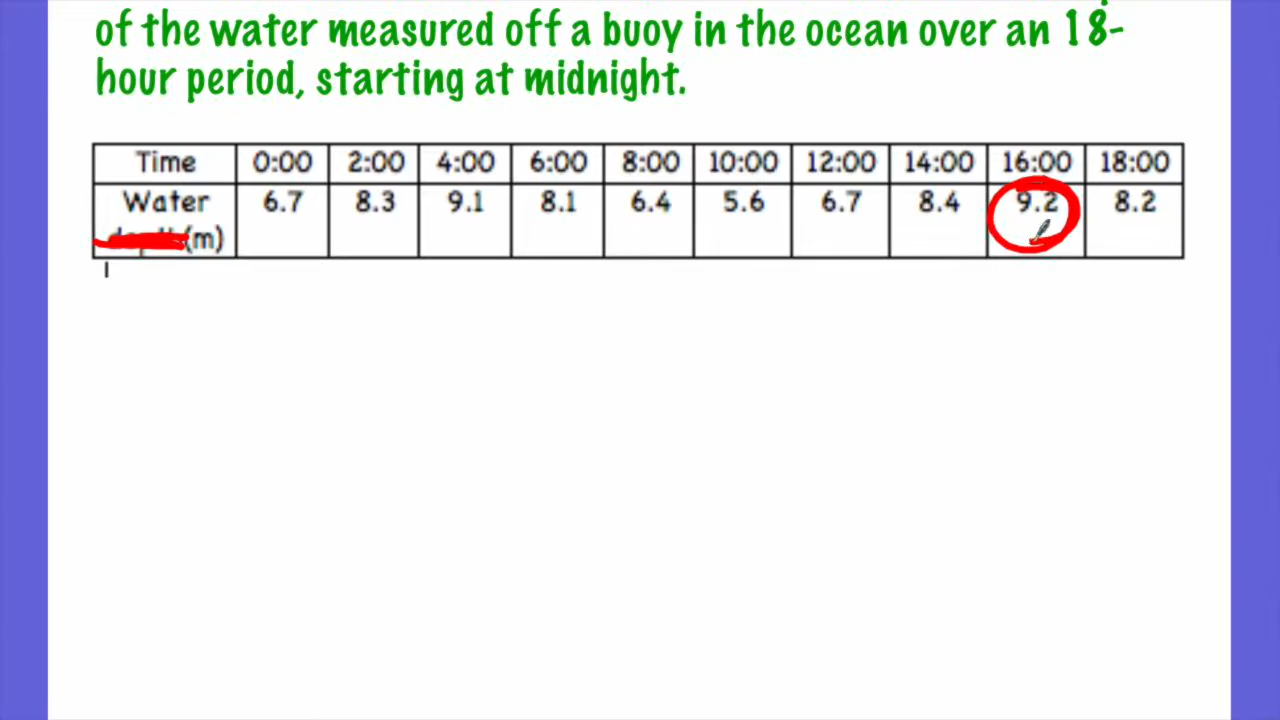 of the water measured off a buoy in the ocean over an 18-
hour period, starting at midnight.
Time 0:00 2:00 4:00 6:00 8:00 10:00 12:00 14:00 16:00 18:00
Water 6.7 8.3 9.1 8.1 6.4 5.6 6.7 8.4 9.2 8.2
depth (m)